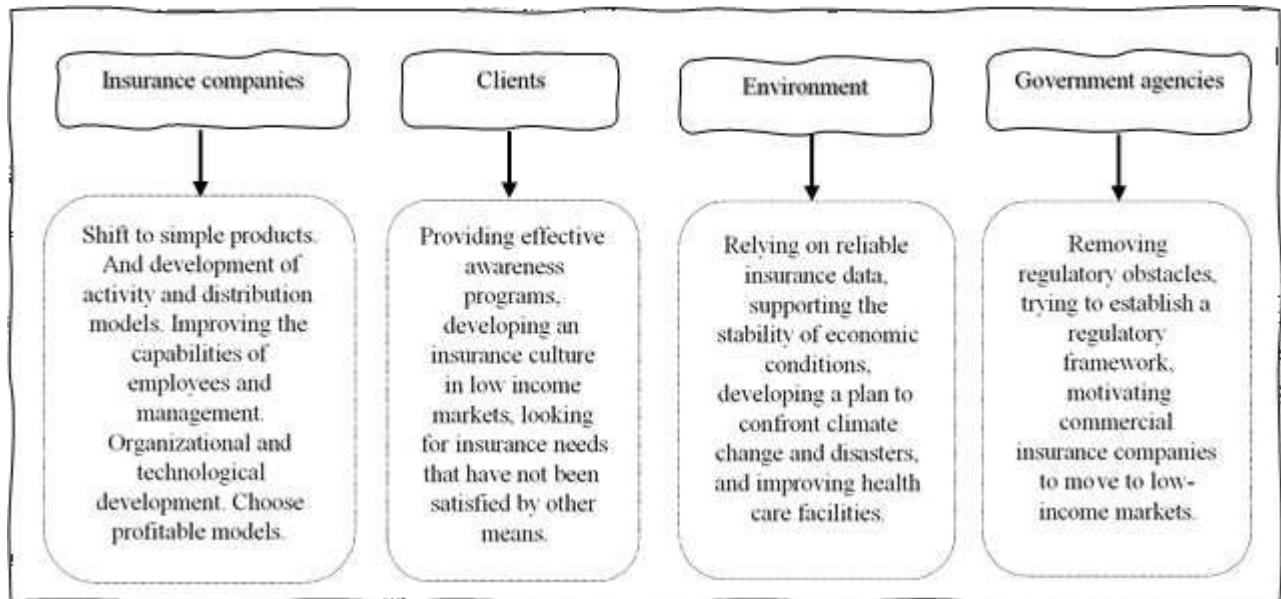 Insurance companies
Shift to simple products.
And development of
activity and distribution
models. Improving the
capabilities of
employees and
management.
Organizational and
technological
development. Choose
profitable models.
Clients
Providing effective
awareness
programs,
developing an
insurance culture
in low income
markets, looking
for insurance needs
that have not been
satisfied by other
means.
Environment
Relying on reliable
insurance data,
supporting the
stability of economic
conditions,
developing a plan to
confront climate
change and disasters,
and improving health
care facilities.
Government agencies
Removing
regulatory obstacles,
trying to establish a
regulatory
framework,
motivating
commercial
insurance companies
to move to low-
income markets.